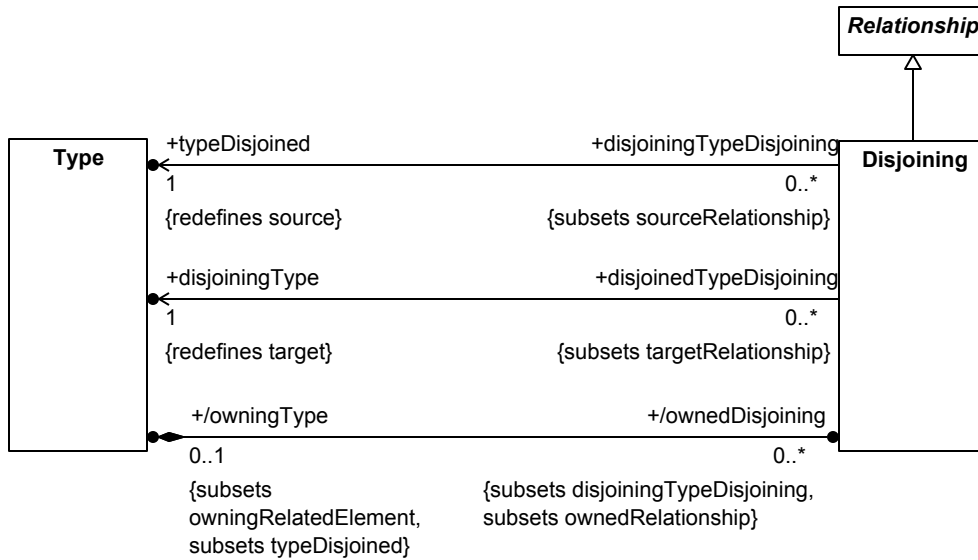 Relationship
+typeDisjoined
+disjoiningTypeDisjoining
Type
Disjoining
1
0..*
{redefines source}
{subsets sourceRelationship}
+disjoiningType
+disjoinedTypeDisjoining
1
0..*
{redefines target}
{subsets targetRelationship}
+/owningType
+/ownedDisjoining
0..1
0..*
{subsets
owningRelatedElement,
subsets typeDisjoined}
{subsets disjoiningTypeDisjoining,
subsets ownedRelationship}